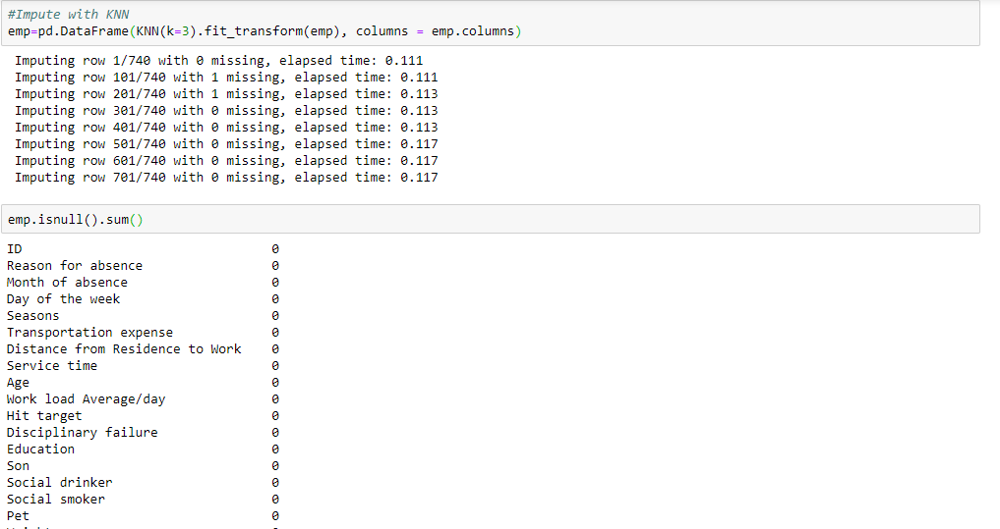 #Impute with KNN
emp=pd.DataFrame(KNN(k=3).fit_transform(emp), columns = emp.columns)
Imputing row 1/740 with 0 missing, elapsed time: 0.111
Imputing row 101/740 with 1 missing, elapsed time: 0.111
Imputing row 201/740 with 1 missing, elapsed time: 0.113
Imputing row 301/740 with 0 missing, elapsed time: 0.113
Imputing row 401/740 with 0 missing, elapsed time: 0.113
Imputing row 501/740 with 0 missing, elapsed time: 0.117
Imputing row 601/740 with 0 missing, elapsed time: 0.117
Imputing row 701/740 with 0 missing, elapsed time: 0.117
emp.isnull().sum()
ID 0
Reason for absence 0
Month of absence 0
Day of the week 0
Seasons 0
Transportation expense 0
Distance from Residence to Work 0
Service time 0
Age 0
Work load Average/day 0
Hit target 0
Disciplinary failure 0
Education 0
Son 0
Social drinker 0
Social smoker 0
Pet 0